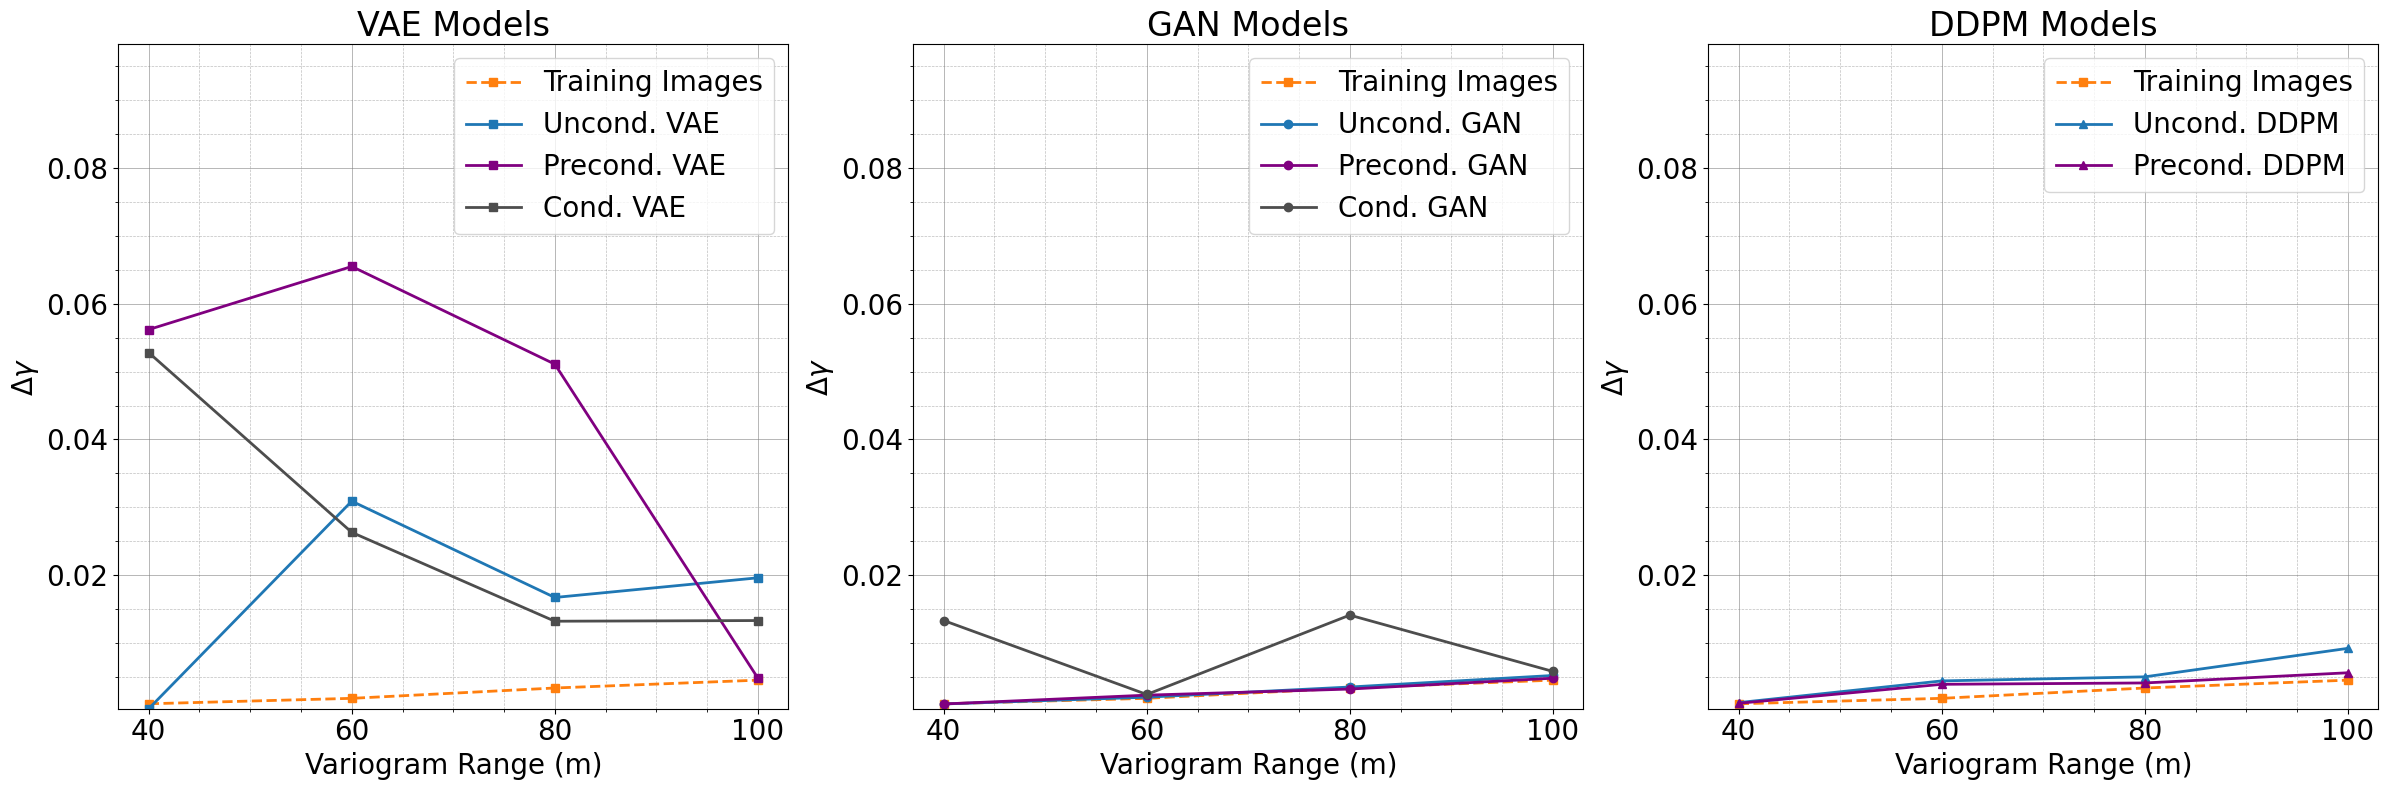 VAE Models
Training Images
Uncond. VAE
Precond. VAE
Cond. VAE
0.08
0.06
0.04
0.02
Δγ
40 60 80 100
Variogram Range (m)
GAN Models
Training Images
Uncond. GAN
Precond. GAN
Cond. GAN
0.08
0.06
0.04
0.02
Δγ
40 60 80 100
Variogram Range (m)
DDPM Models
Training Images
Uncond. DDPM
Precond. DDPM
0.08
0.06
0.04
0.02
Δγ
40 60 80 100
Variogram Range (m)